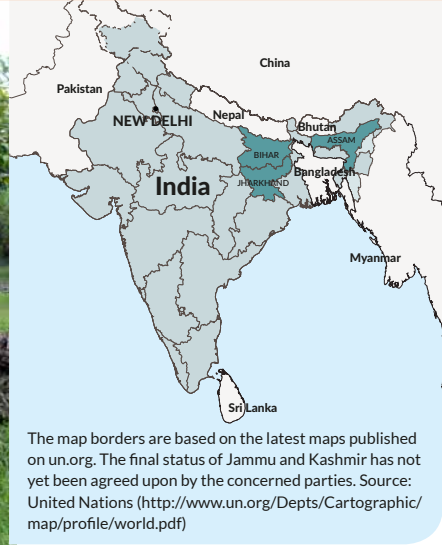 China
Pakistan
NEW DELHI
Nepal
Bhutan
ASSAM
BIHAR
Bangladesh
India
JHARKHAND
Myanmar
Sri Lanka
The map borders are based on the latest maps published
on un.org. The final status of Jammu and Kashmir has not
yet been agreed upon by the concerned parties. Source:
United Nations (http://www.un.org/Depts/Cartographic/
map/profile/world.pdf)